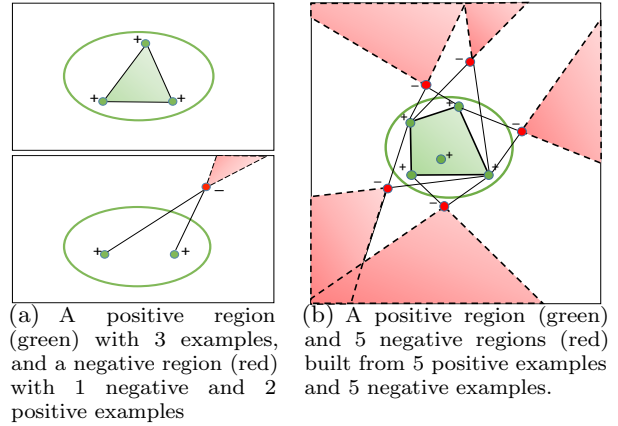 +
+ +
−
+ +
−
−
+ +
−
+
+ +
−
−
(a) A positive region
(green) with 3 examples,
and a negative region (red)
with 1 negative and 2
positive examples
(b) A positive region (green)
and 5 negative regions (red)
built from 5 positive examples
and 5 negative examples.